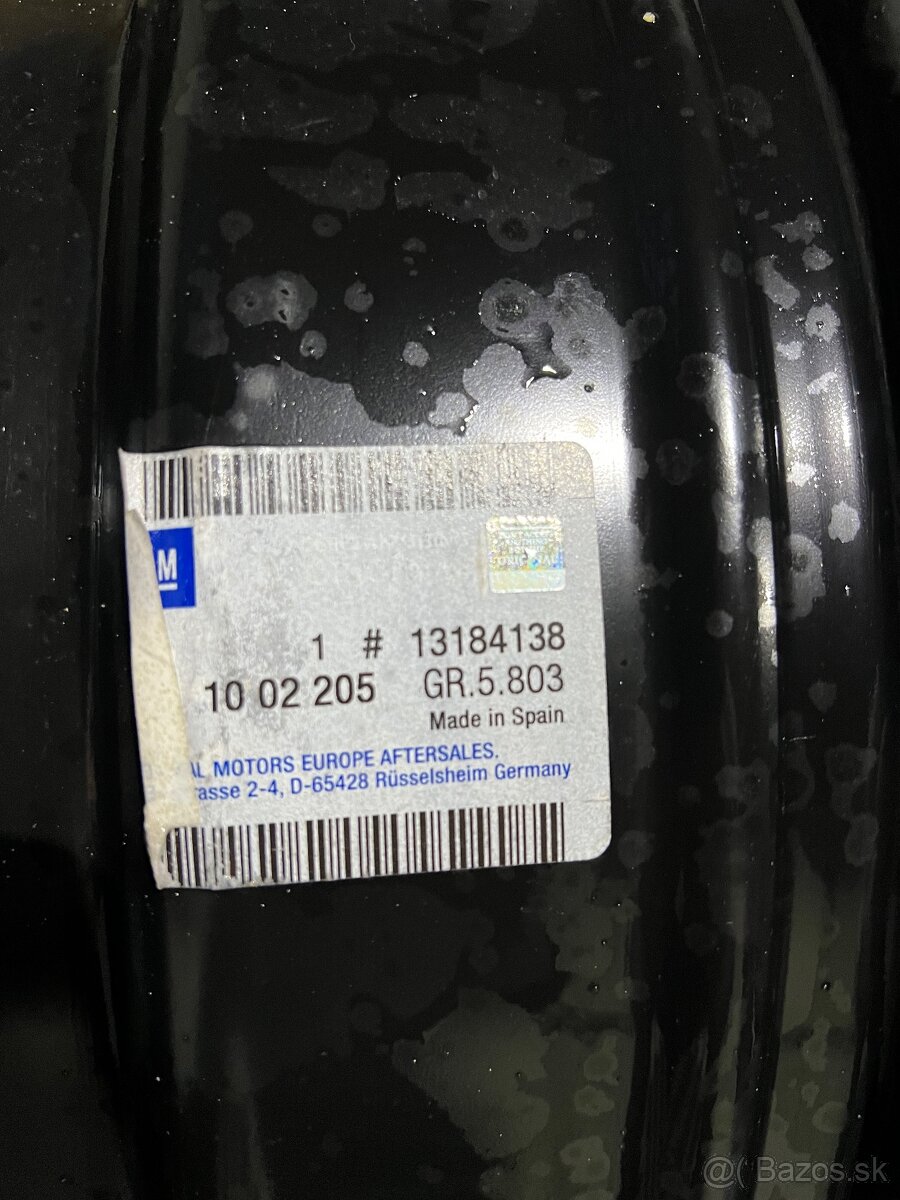 M
1 # 13184138
10 02 205 GR.5.803
Made in Spain
AL MOTORS EUROPE AFTERSALES.
rasse 2-4, D-65428 Rüsselsheim Germany
@( Bazos.sk